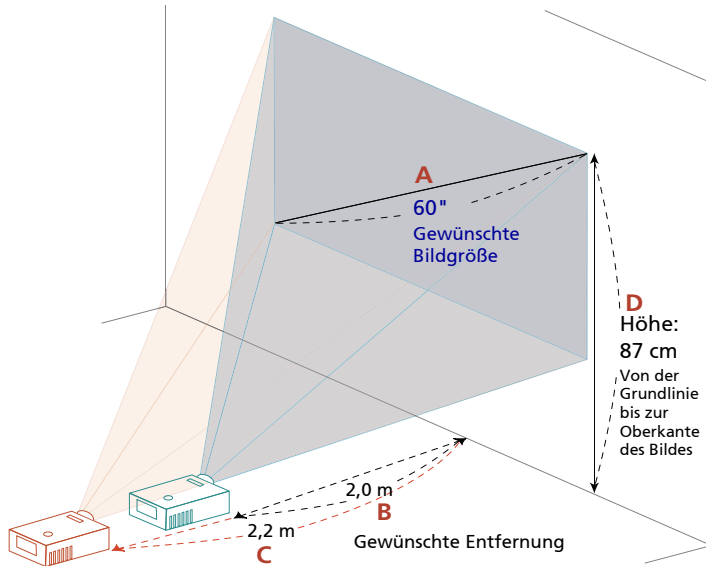 A
60"
Gewünschte
Bildgröße
D
Höhe:
87 cm
Von der
Grundlinie
bis zur
Oberkante
des Bildes
2,0 m
B
2,2 m
C
Gewünschte Entfernung